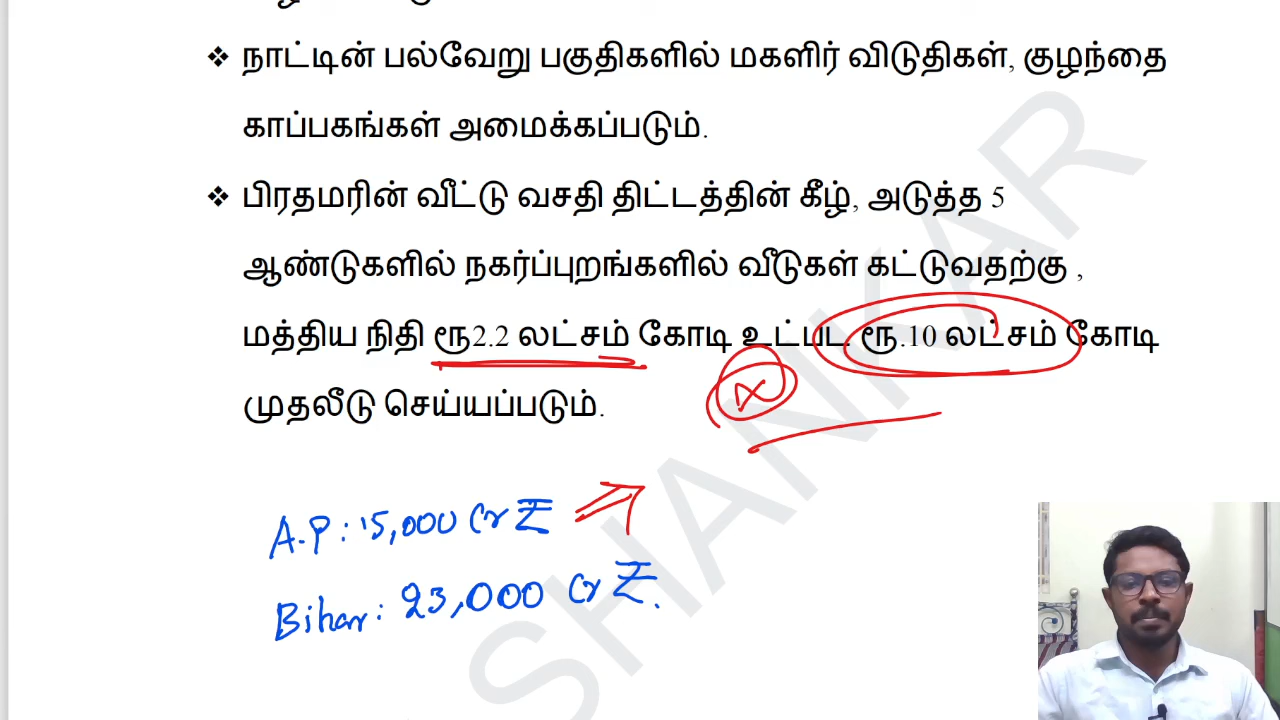 ❖ நாட்டின் பல்வேறு பகுதிகளில் மகளிர் விடுதிகள், குழந்தை
காப்பகங்கள் அமைக்கப்படும்.
❖ பிரதமரின் வீட்டு வசதி திட்டத்தின் கீழ், அடுத்த 5
ஆண்டுகளில் நகர்ப்புறங்களில் வீடுகள் கட்டுவதற்கு ,
மத்திய நிதி ரூ2.2 லட்சம் கோடி உட்பட ரூ.10 லட்சம் கோடி
முதலீடு செய்யப்படும்.
A.P: 15,000 Cr ₹
Bihar: 23,000 Cr ₹.
SHANKAR